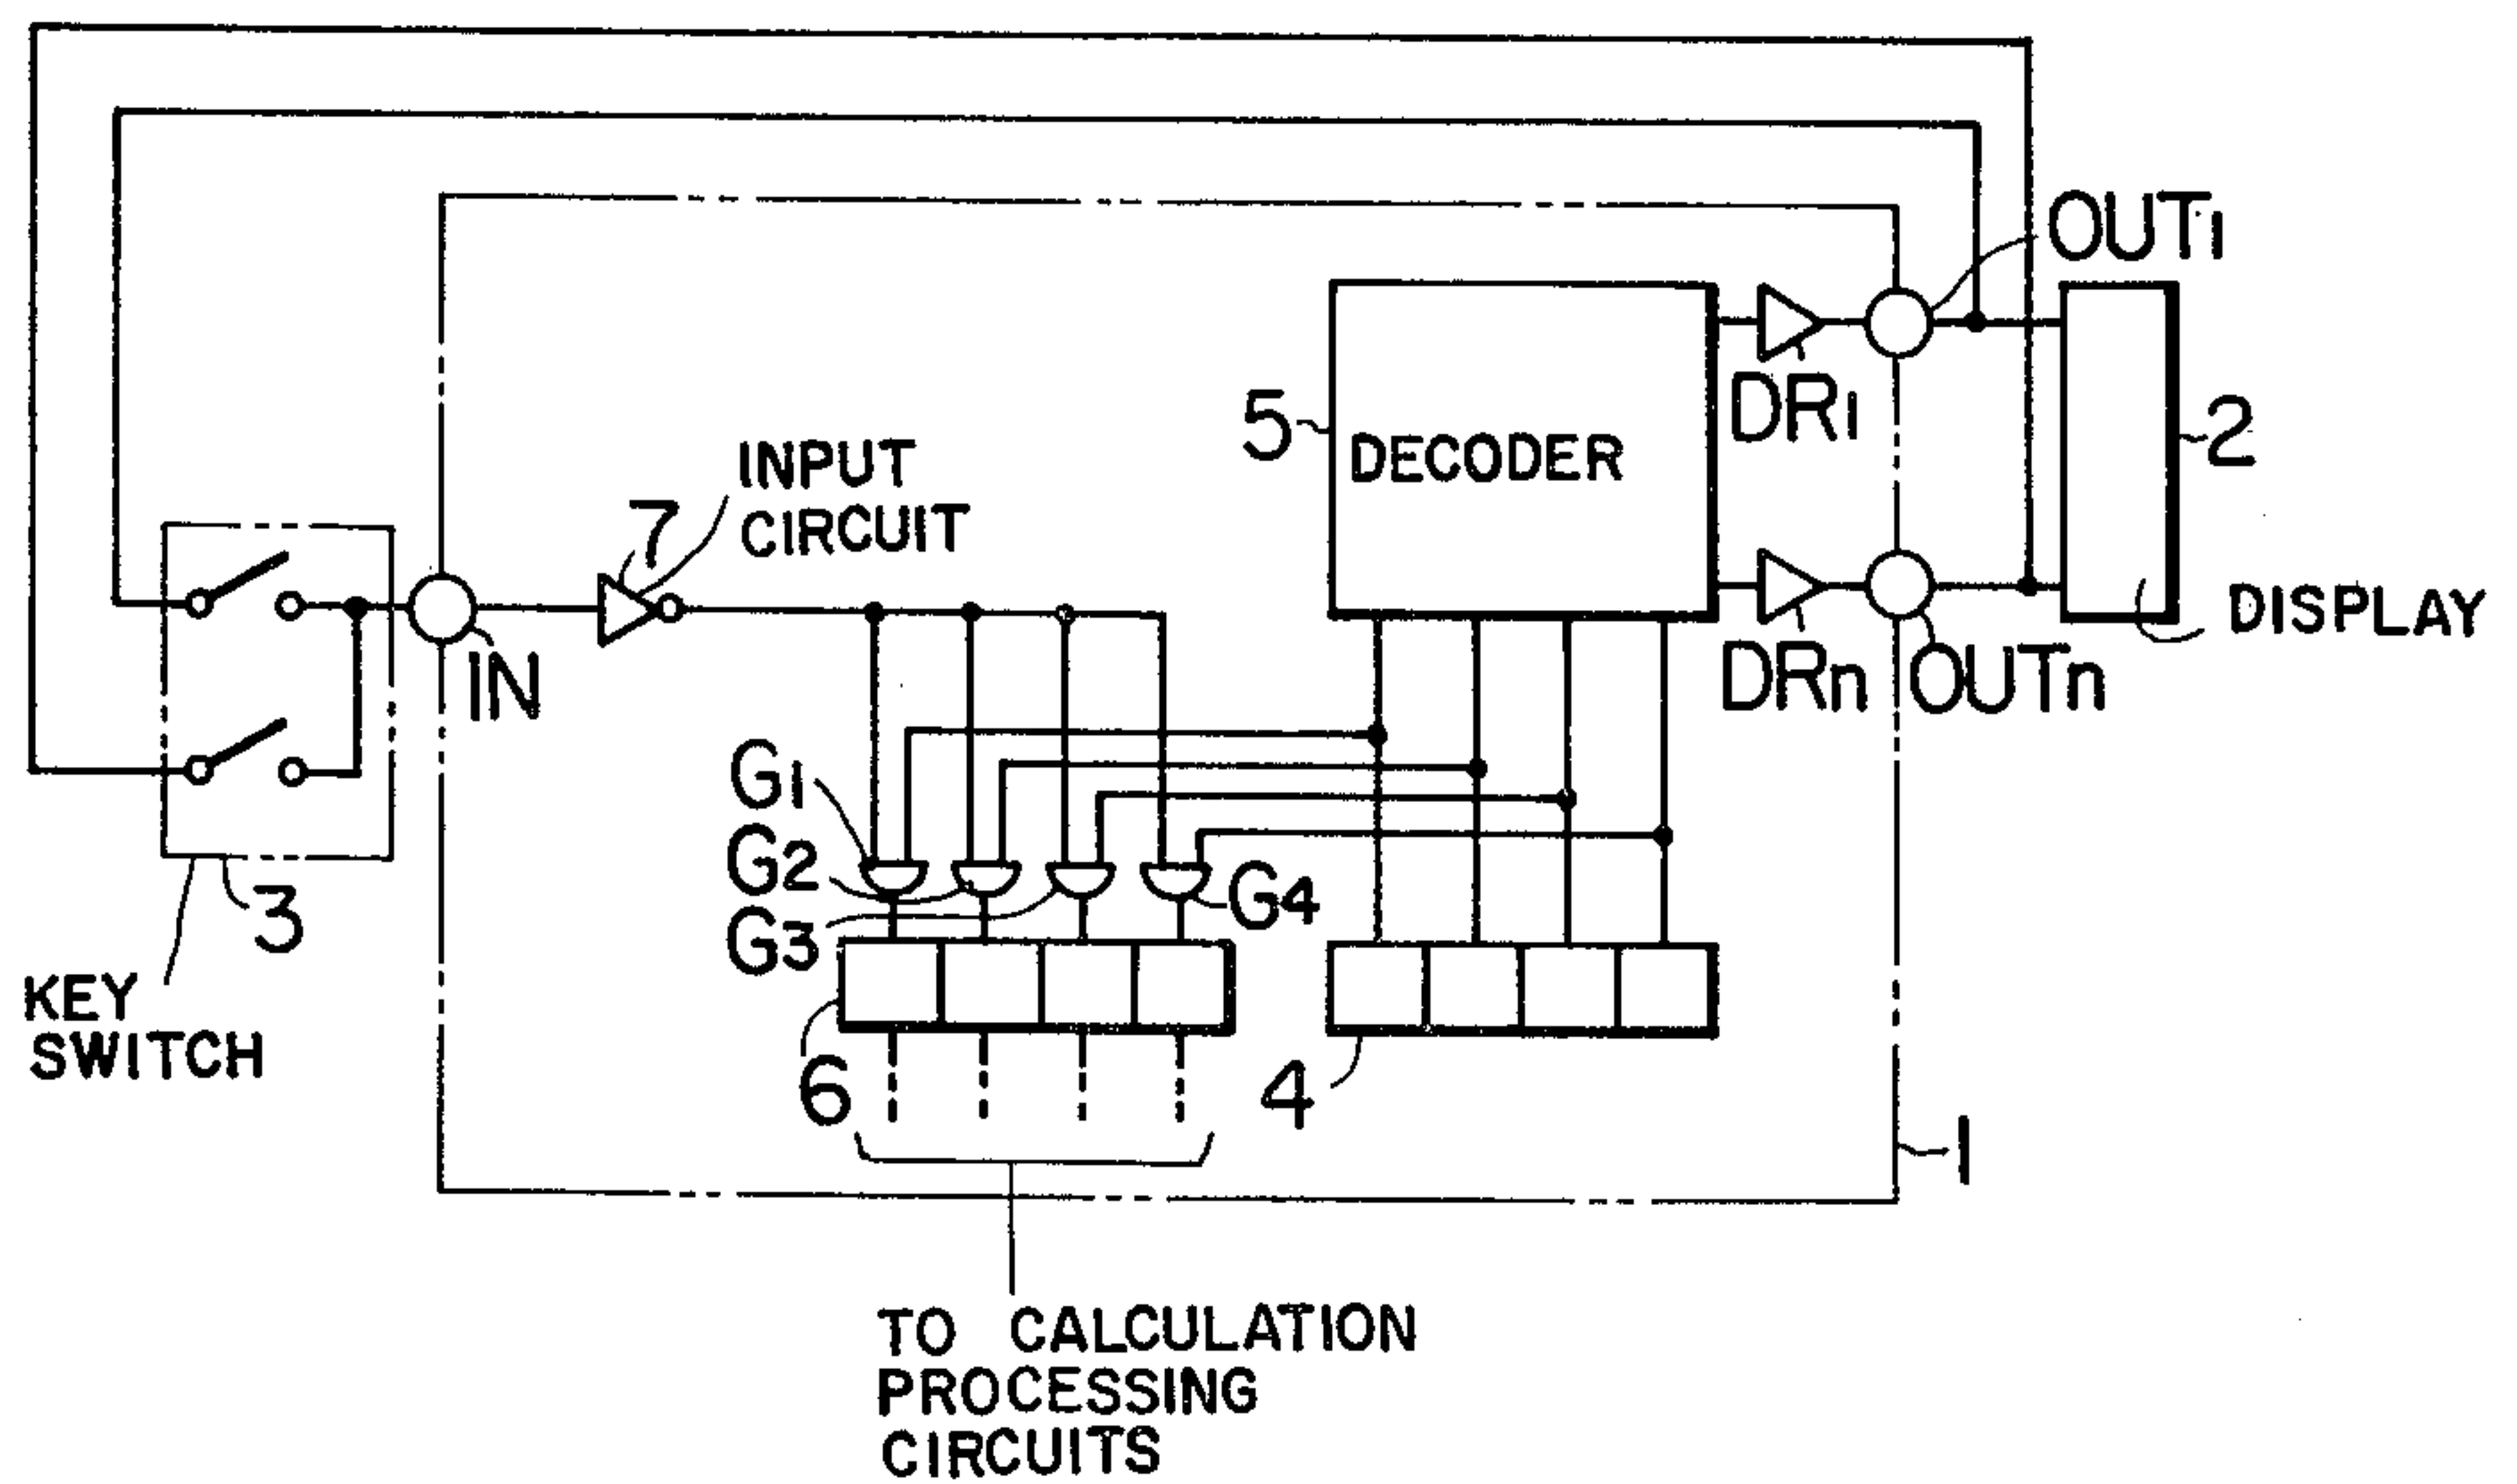 OUT1
5
DECODER
DR1
2
INPUT
CIRCUIT
7
IN
DRn
OUTn
DISPLAY
G1
G2
G3
G4
3
KEY
SWITCH
6
4
1
TO CALCULATION
PROCESSING
CIRCUITS